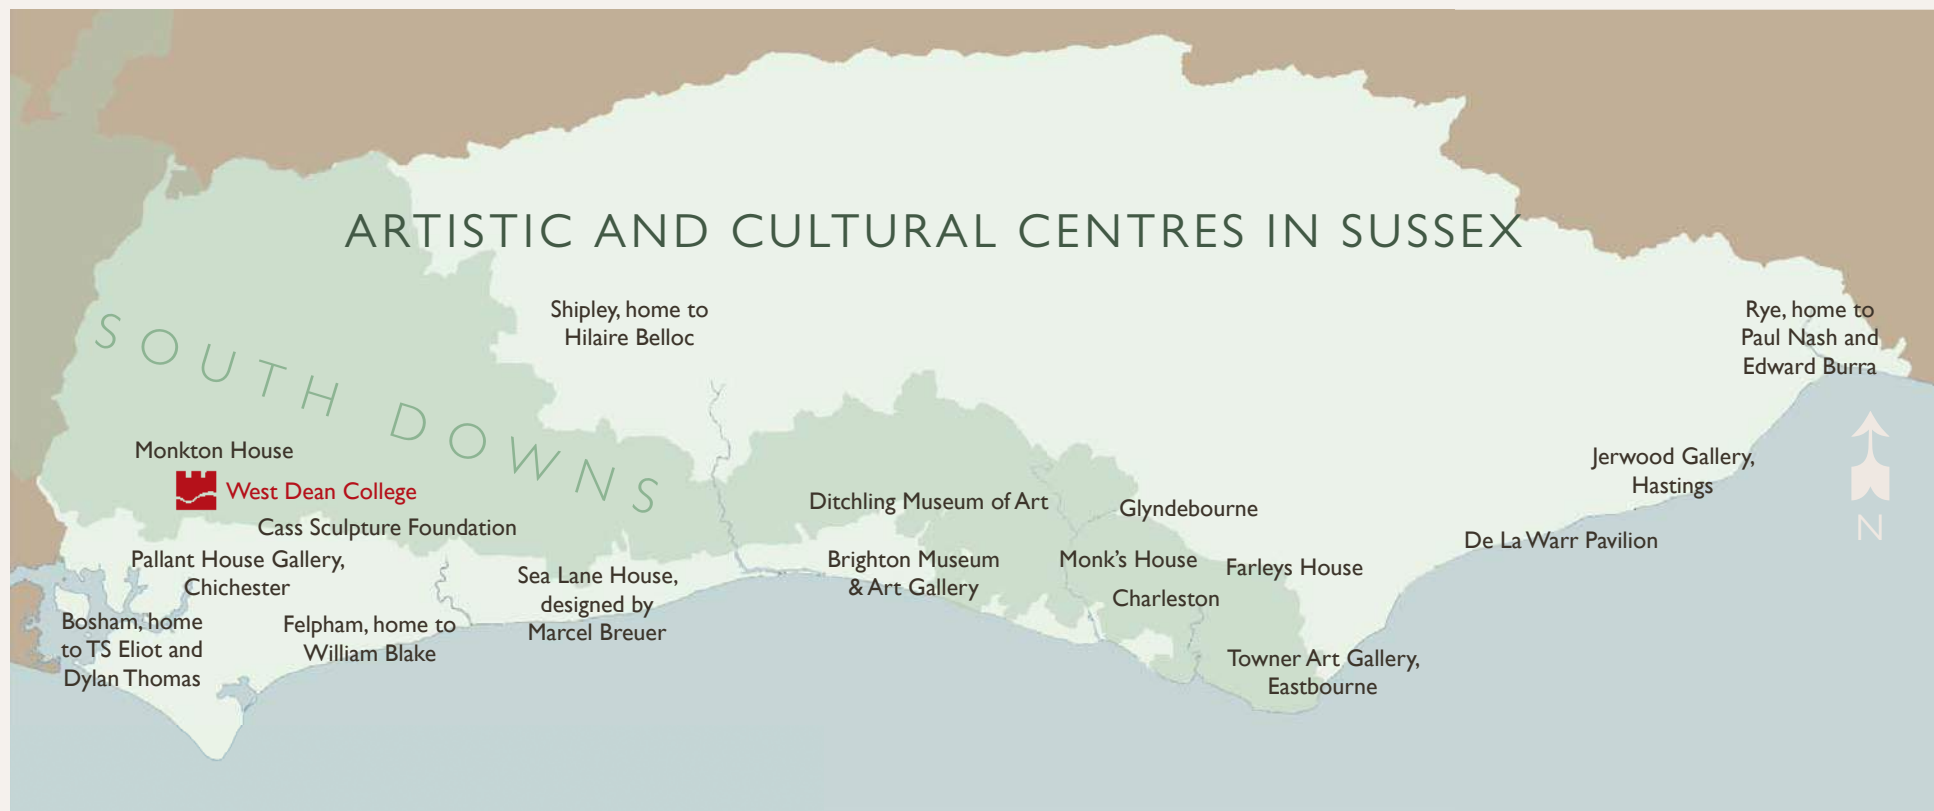 ARTISTIC AND CULTURAL CENTRES IN SUSSEX
SOUTH DOWNS
Shipley, home to
Hilaire Belloc
Rye, home to
Paul Nash and
Edward Burra
Monkton House
West Dean College
Cass Sculpture Foundation
Pallant House Gallery,
Chichester
Bosham, home
to TS Eliot and
Dylan Thomas
Felpham, home to
William Blake
Sea Lane House,
designed by
Marcel Breuer
Ditchling Museum of Art
Brighton Museum
& Art Gallery
Glyndebourne
Monk's House
Charleston
Farleys House
Towner Art Gallery,
Eastbourne
De La Warr Pavilion
Jerwood Gallery,
Hastings
N